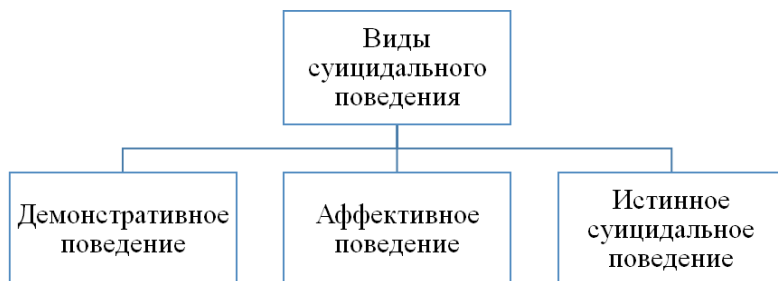 Виды
суицидального
поведения
Демонстративное
поведение
Аффективное
поведение
Истинное
суицидальное
поведение